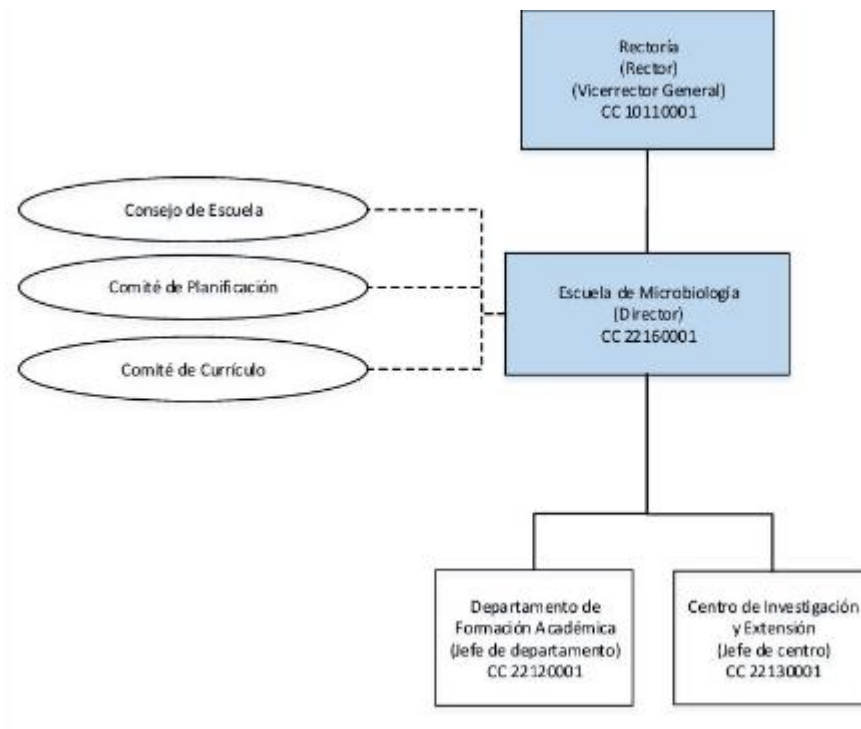 Rectoría
(Rector)
(Vicerrector General)
CC 10110001
Consejo de Escuela
Comité de Planificación
Comité de Currículo
Escuela de Microbiología
(Director)
CC 22160001
Departamento de
Formación Académica
(Jefe de departamento)
CC 22120001
Centro de Investigación
y Extensión
(Jefe de centro)
CC 22130001